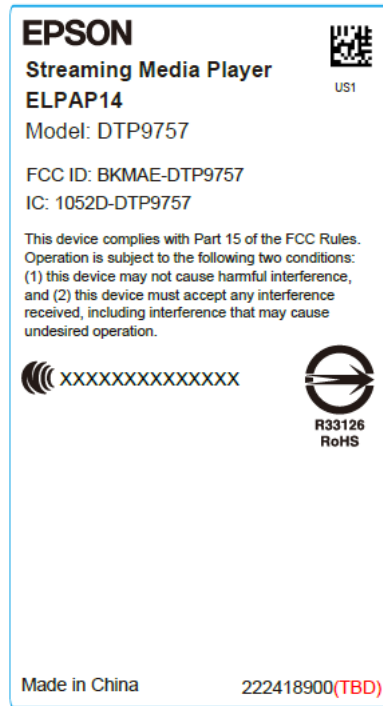 EPSON
Streaming Media Player
ELPAP14
US1
Model: DTP9757
FCC ID: BKMAE-DTP9757
IC: 1052D-DTP9757
This device complies with Part 15 of the FCC Rules.
Operation is subject to the following two conditions:
(1) this device may not cause harmful interference,
and (2) this device must accept any interference
received, including interference that may cause
undesired operation.
XXXXXXXXXXXXXX
R33126
RoHS
Made in China
222418900(TBD)